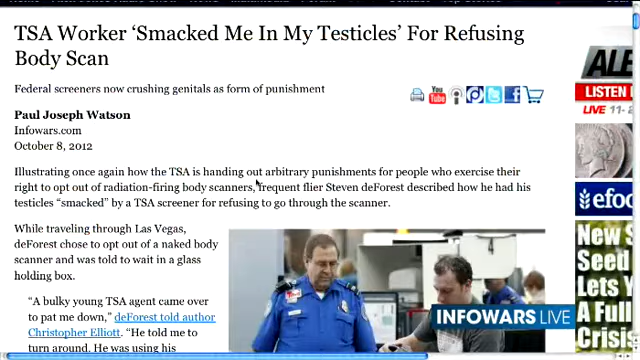 TSA Worker ‘Smacked Me In My Testicles’ For Refusing
Body Scan
Federal screeners now crushing genitals as form of punishment
Paul Joseph Watson
Infowars.com
October 8, 2012
You
Tube
ALE
LISTEN
LIVE 11-
Illustrating once again how the TSA is handing out arbitrary punishments for people who exercise their
right to opt out of radiation-firing body scanners, frequent flier Steven deForest described how he had his
testicles “smacked” by a TSA screener for refusing to go through the scanner.
While traveling through Las Vegas,
deForest chose to opt out of a naked body
scanner and was told to wait in a glass
holding box.
“A bulky young TSA agent came over
to pat me down,” deForest told author
Christopher Elliott. “He told me to
turn around. He was using his
INFOWARS LIVE
efoo
New S
Seed
Lets Y
A Full
Crisis